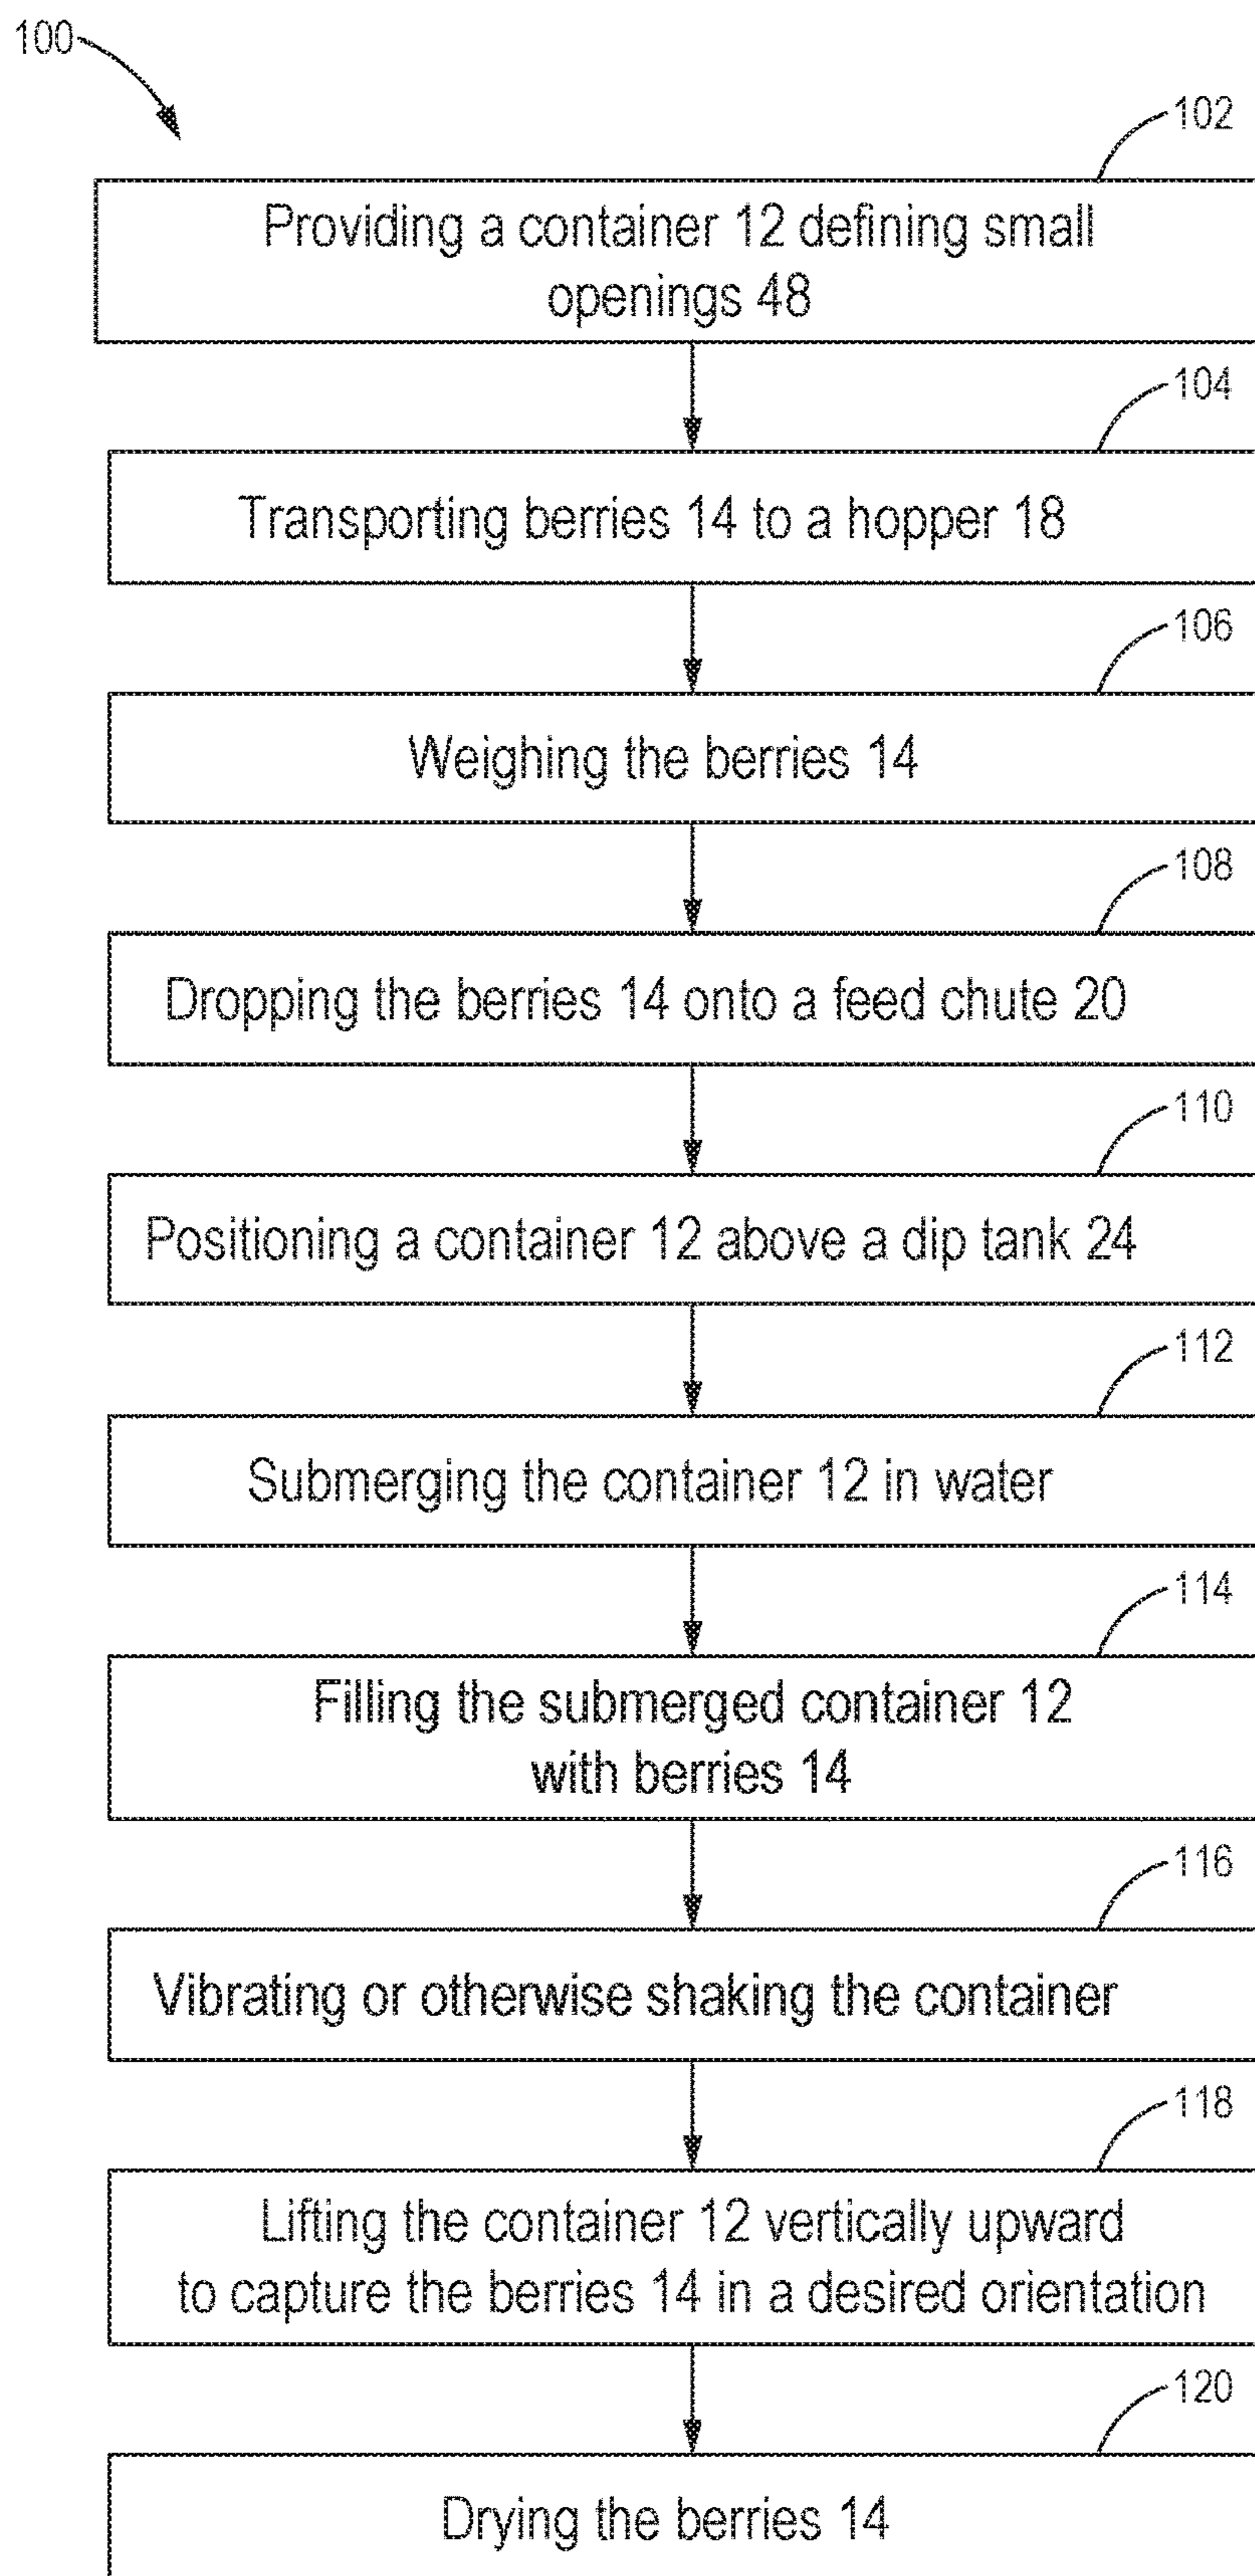 100
102
Providing a container 12 defining small
openings 48
104
Transporting berries 14 to a hopper 18
106
Weighing the berries 14
108
Dropping the berries 14 onto a feed chute 20
110
Positioning a container 12 above a dip tank 24
112
Submerging the container 12 in water
114
Filling the submerged container 12
with berries 14
116
Vibrating or otherwise shaking the container
118
Lifting the container 12 vertically upward
to capture the berries 14 in a desired orientation
120
Drying the berries 14